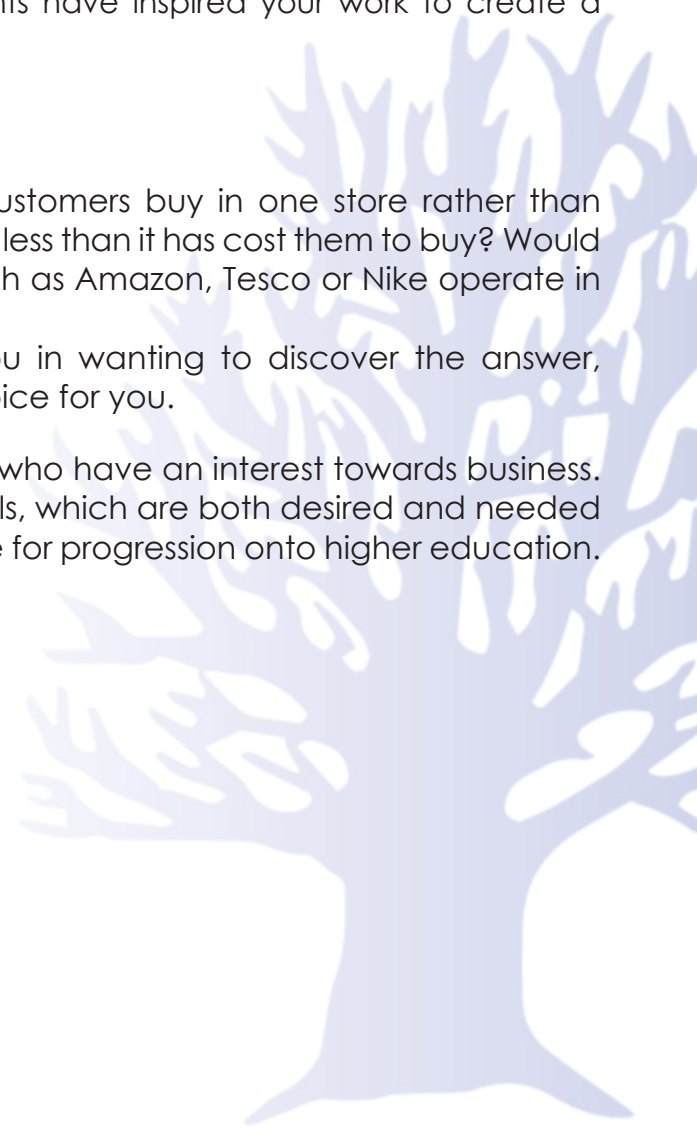 have inspired your work to create a
ustomers buy in one store rather than
less than it has cost them to buy? Would
h as Amazon, Tesco or Nike operate in
ou in wanting to discover the answer,
oice for you.
who have an interest towards business.
ls, which are both desired and needed
e for progression onto higher education.